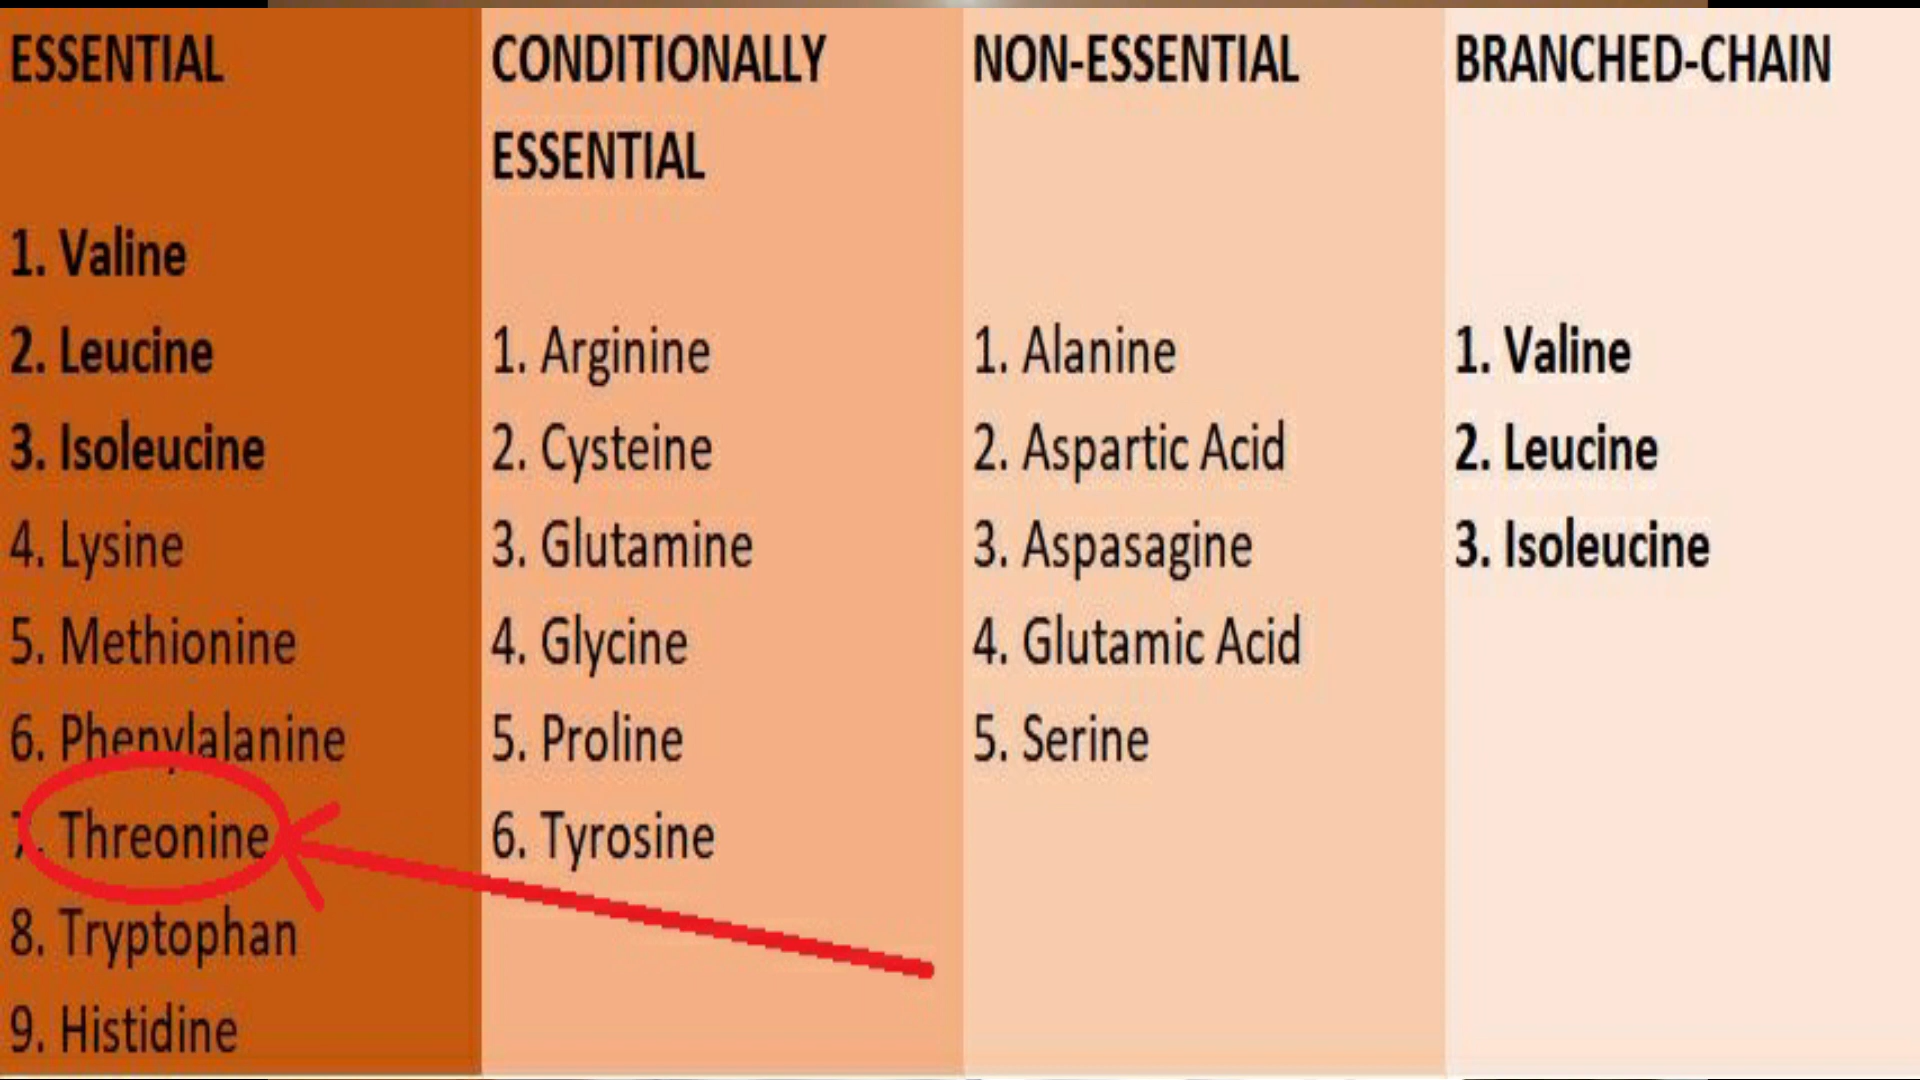 ESSENTIAL
1. Valine
2. Leucine
3. Isoleucine
4. Lysine
5. Methionine
6. Phenylalanine
7. Threonine
8. Tryptophan
9. Histidine
CONDITIONALLY
ESSENTIAL
1. Arginine
2. Cysteine
3. Glutamine
4. Glycine
5. Proline
6. Tyrosine
NON-ESSENTIAL
1. Alanine
2. Aspartic Acid
3. Aspasagine
4. Glutamic Acid
5. Serine
BRANCHED-CHAIN
1. Valine
2. Leucine
3. Isoleucine